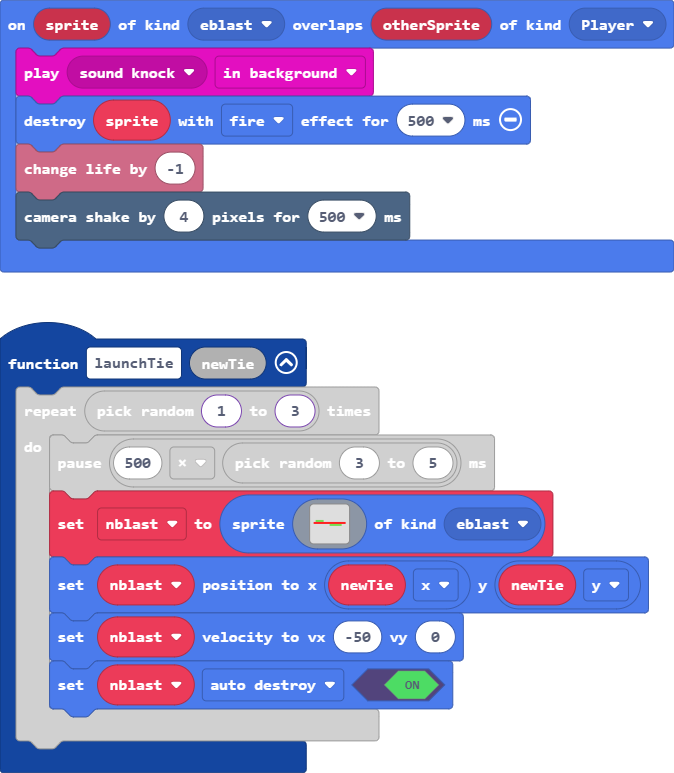 on sprite of kind eblast overlaps otherSprite of kind Player
play sound knock in background
destroy sprite with fire effect for 500 ms
change life by -1
camera shake by 4 pixels for 500 ms
function launchTie newTie
repeat pick random 1 to 3 times
do
pause 500 × pick random 3 to 5 ms
set nblast to sprite of kind eblast
set nblast position to x newTie x y newTie y
set nblast velocity to vx -50 vy 0
set nblast auto destroy ON